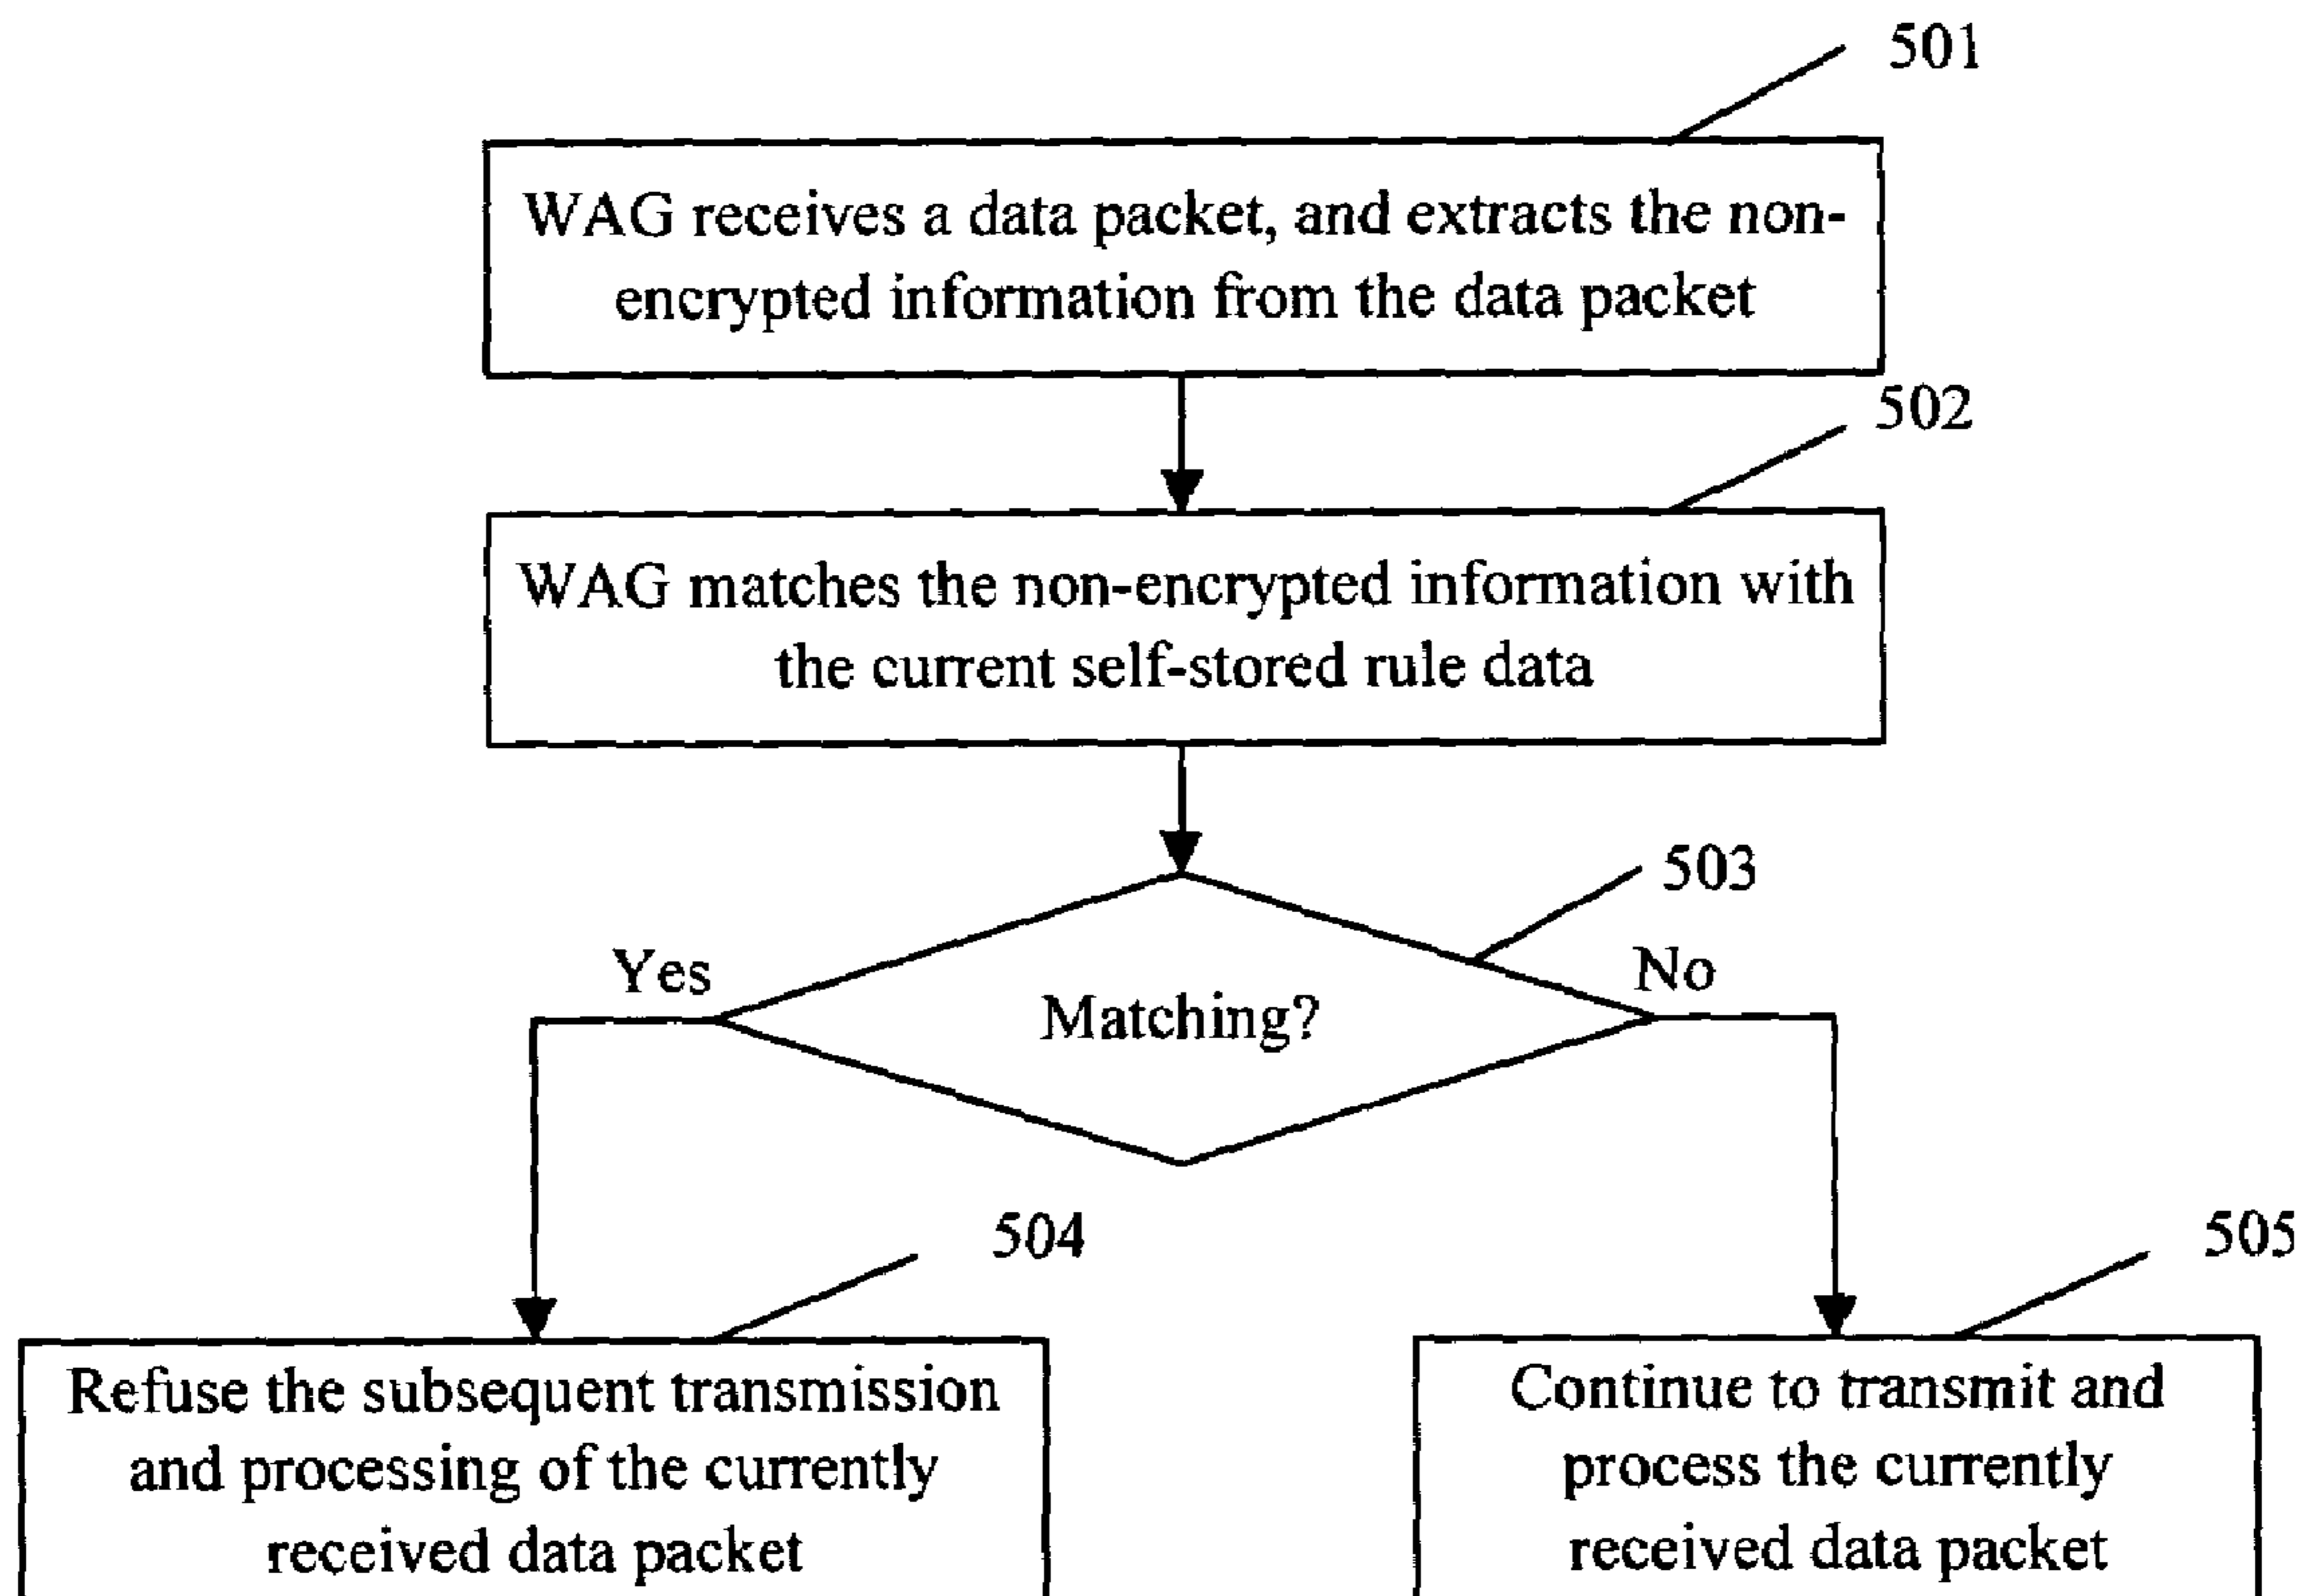 501
WAG receives a data packet, and extracts the non-
encrypted information from the data packet
502
WAG matches the non-encrypted information with
the current self-stored rule data
503
Yes
No
Matching?
504
505
Refuse the subsequent transmission
and processing of the currently
received data packet
Continue to transmit and
process the currently
received data packet